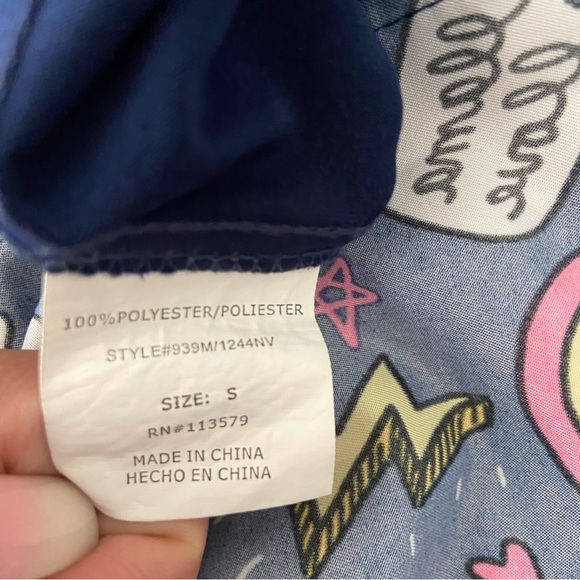 100%POLYESTER/POLIESTER
STYLE#939M/1244NV
SIZE: S
RN#113579
MADE IN CHINA
HECHO EN CHINA